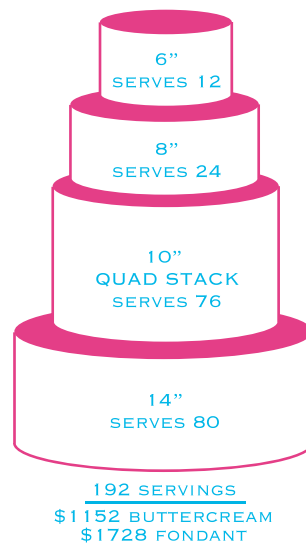 6”
SERVES 12
8”
SERVES 24
10”
QUAD STACK
SERVES 76
14”
SERVES 80
192 SERVINGS
$1152 BUTTERCREAM
$1728 FONDANT